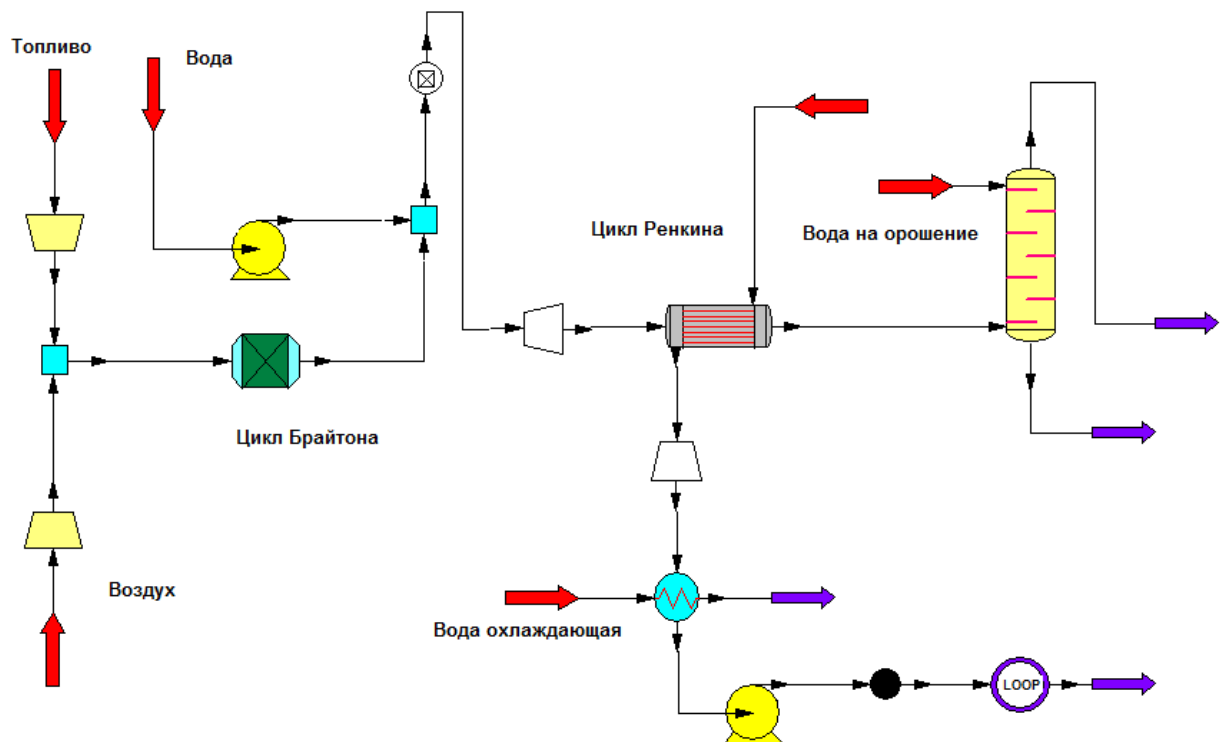 Топливо
Вода
Цикл Ренкина
Вода на орошение
Цикл Брайтона
Воздух
Вода охлаждающая
LOOP